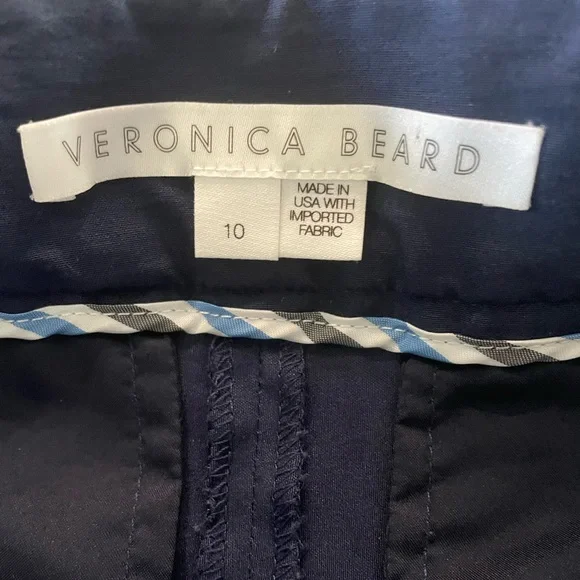 VERONICA BEARD
10
MADE IN
USA WITH
IMPORTED
FABRIC